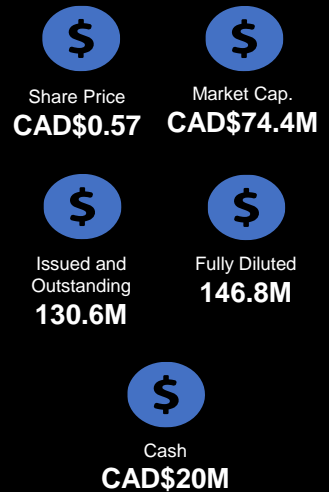 $
Share Price
CAD$0.57
$
Market Cap.
CAD$74.4M
$
Issued and
Outstanding
130.6M
$
Fully Diluted
146.8M
$
Cash
CAD$20M